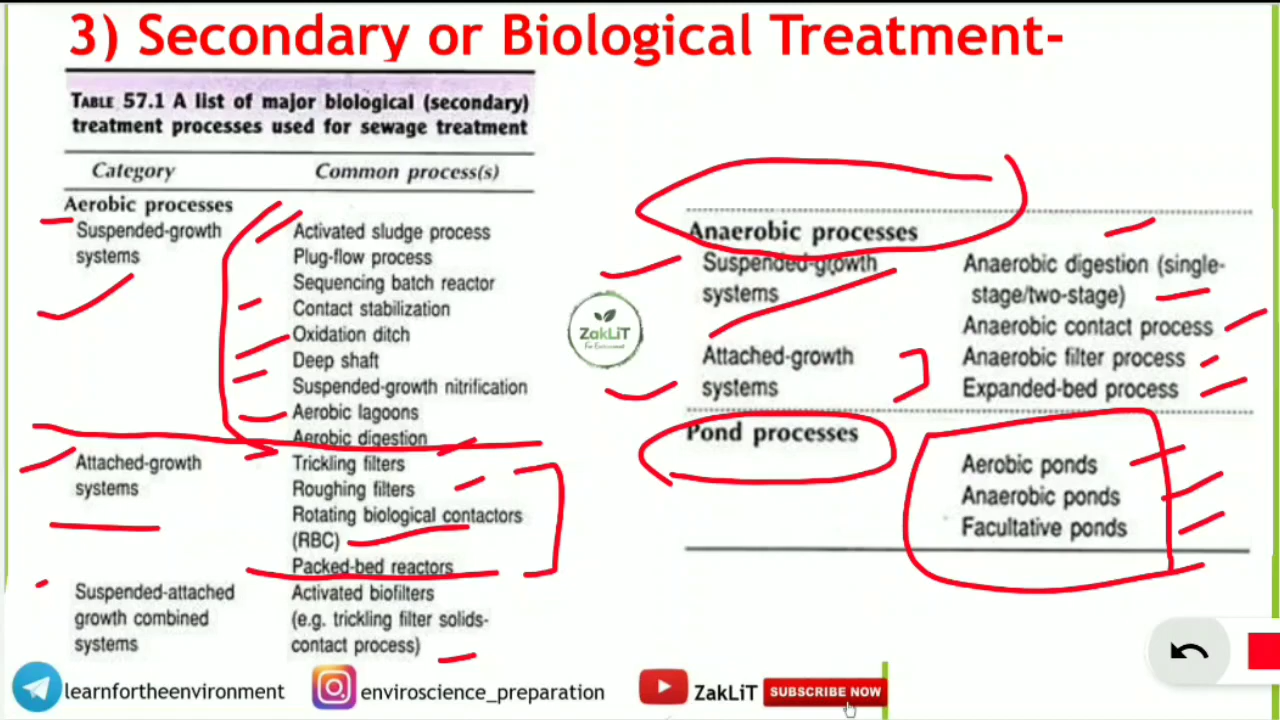 3) Secondary or Biological Treatment-
TABLE 57.1 A list of major biological (secondary)
treatment processes used for sewage treatment
Category Common process(s)
Aerobic processes
Suspended-growth Activated sludge process
systems Plug-flow process
Sequencing batch reactor
Contact stabilization
Oxidation ditch
Deep shaft
Suspended-growth nitrification
Aerobic lagoons
Aerobic digestion
Attached-growth Trickling filters
systems Roughing filters
Rotating biological contactors
(RBC)
Packed-bed reactors
Suspended-attached Activated biofilters
growth combined (e.g. trickling filter solids-
systems contact process)
Anaerobic processes
Suspended-growth Anaerobic digestion (single-
systems stage/two-stage)
Anaerobic contact process
Attached-growth Anaerobic filter process
systems Expanded-bed process
Pond processes
Aerobic ponds
Anaerobic ponds
Facultative ponds
ZakLiT
For Environment
learnfortheenvironment enviroscience_preparation ZakLiT SUBSCRIBE NOW